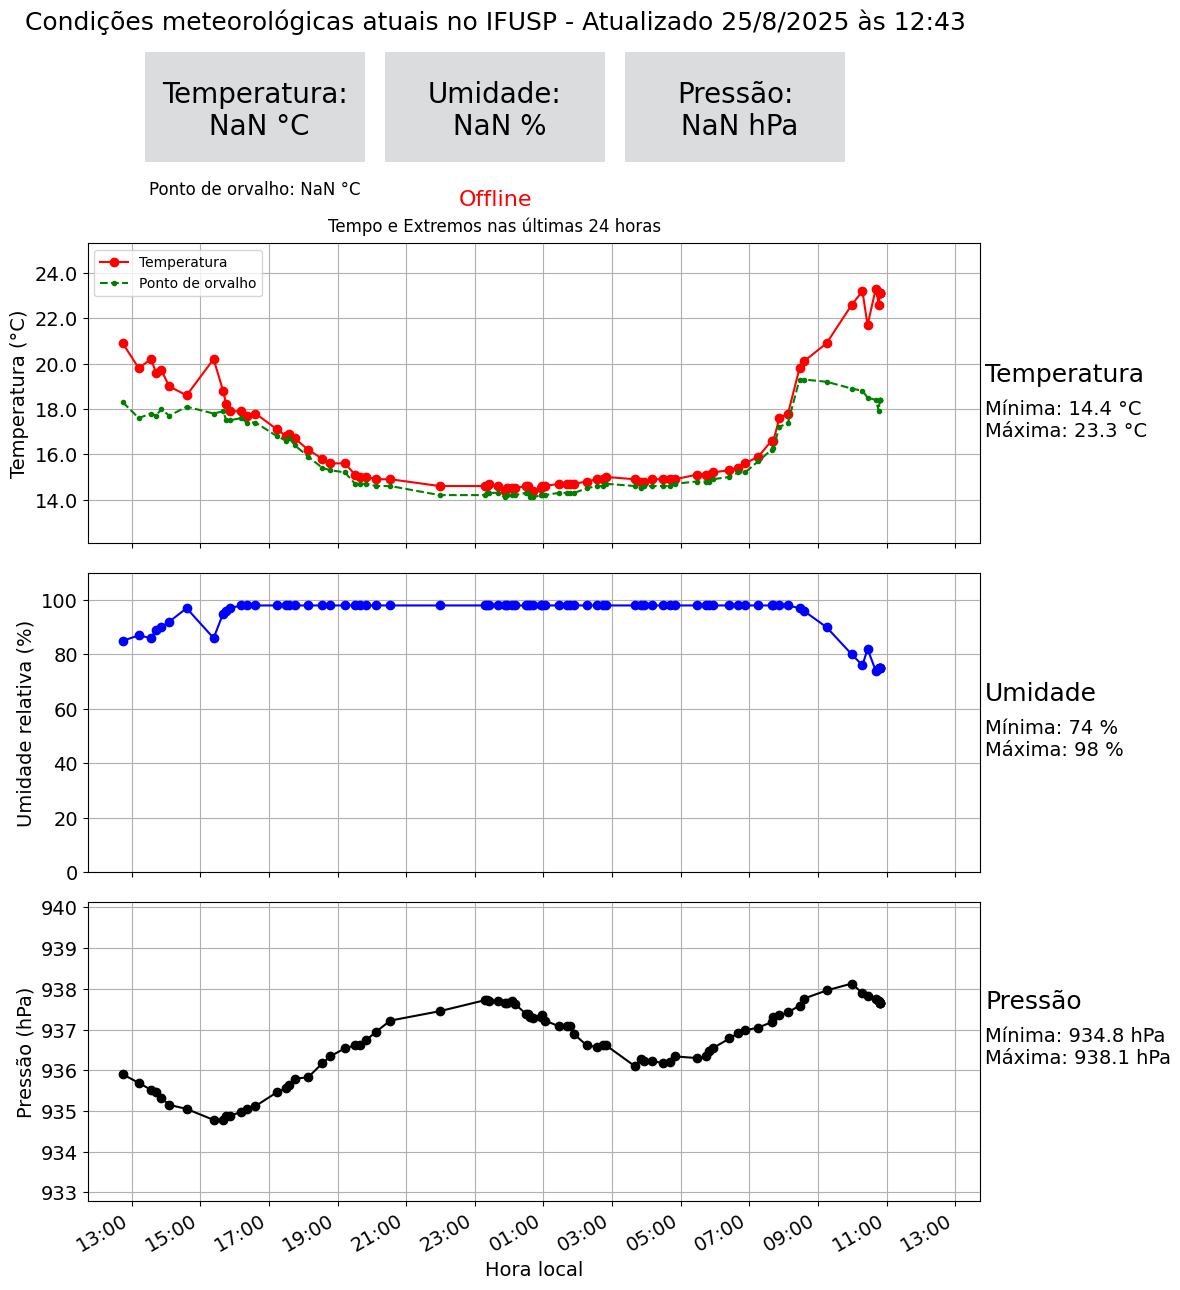 Condições meteorológicas atuais no IFUSP - Atualizado 25/8/2025 às 12:43
Temperatura:
NaN °C
Umidade:
NaN %
Pressão:
NaN hPa
Ponto de orvalho: NaN °C
Offline
Tempo e Extremos nas últimas 24 horas
Temperatura
Ponto de orvalho
24.0
22.0
20.0
18.0
16.0
14.0
Temperatura (°C)
Temperatura
Mínima: 14.4 °C
Máxima: 23.3 °C
100
80
60
40
20
0
Umidade relativa (%)
Umidade
Mínima: 74 %
Máxima: 98 %
940
939
938
937
936
935
934
933
Pressão (hPa)
Pressão
Mínima: 934.8 hPa
Máxima: 938.1 hPa
13:00 15:00 17:00 19:00 21:00 23:00 01:00 03:00 05:00 07:00 09:00 11:00 13:00
Hora local